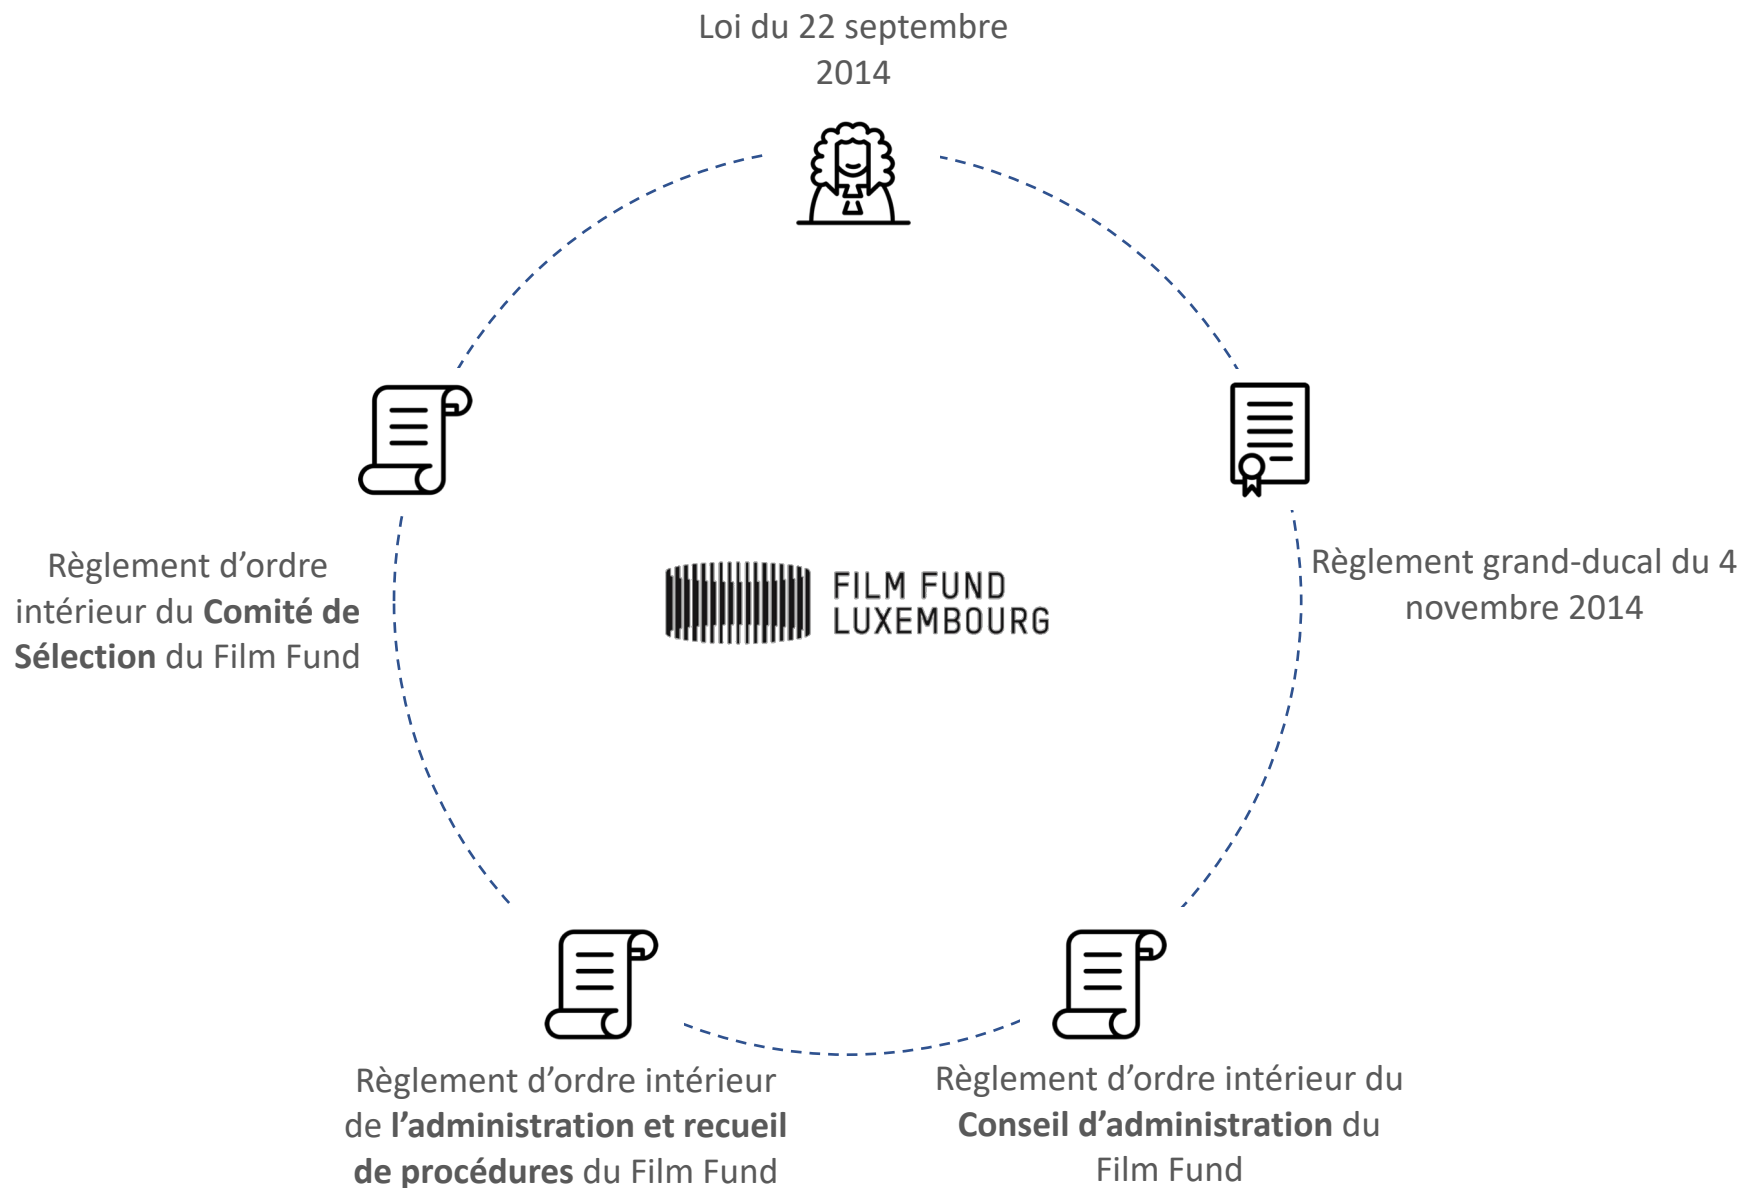 Loi du 22 septembre
2014
Règlement grand-ducal du 4
novembre 2014
Règlement d’ordre
intérieur du Comité de
Sélection du Film Fund
FILM FUND
LUXEMBOURG
Règlement d’ordre intérieur
de l’administration et recueil
de procédures du Film Fund
Règlement d’ordre intérieur du
Conseil d’administration du
Film Fund